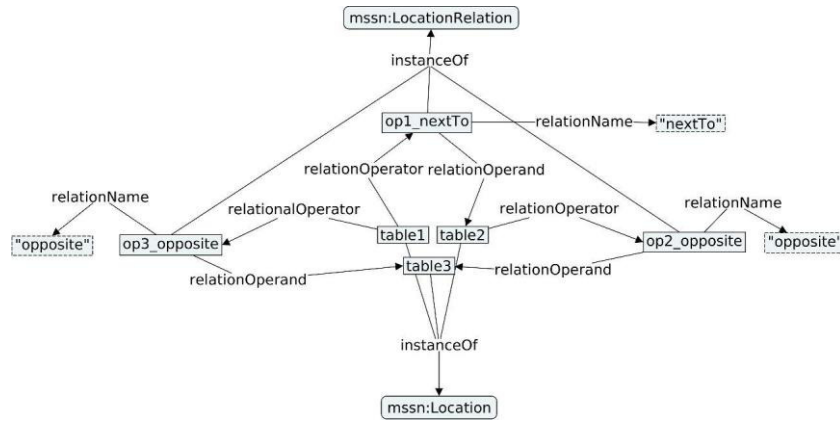 mssn:LocationRelation
instanceOf
op1_nextTo
relationName
"nextTo"
relationOperator
relationOperand
relationName
relationalOperator
relationOperator
relationName
"opposite"
op3_opposite
table1
table2
op2_opposite
"opposite"
relationOperand
table3
relationOperand
instanceOf
mssn:Location